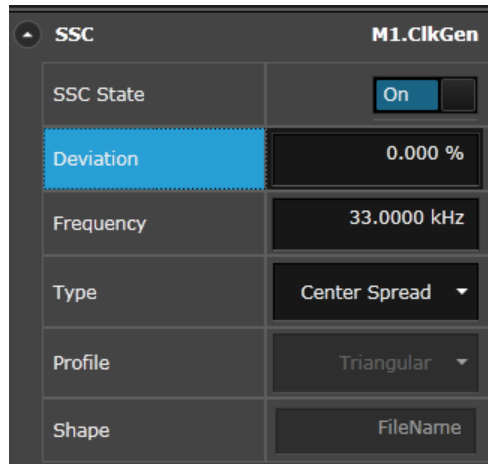 SSC M1.ClkGen
SSC State On
Deviation 0.000 %
Frequency 33.0000 kHz
Type Center Spread
Profile Triangular
Shape FileName